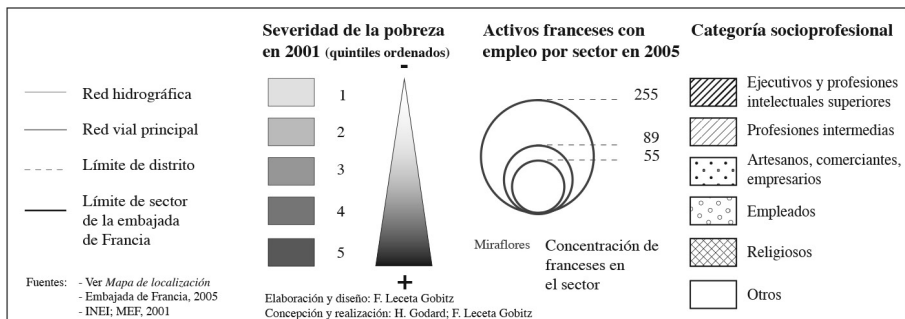 Red hidrográfica
Red vial principal
Límite de distrito
Límite de sector
de la embajada
de Francia
Fuentes: - Ver Mapa de localización
- Embajada de Francia, 2005
- INEI; MEF, 2001
Severidad de la pobreza
en 2001 (quintiles ordenados)
-
1
2
3
4
5
+
Elaboración y diseño: F. Leceta Gobitz
Concepción y realización: H. Godard; F. Leceta Gobitz
Activos franceses con
empleo por sector en 2005
255
89
55
Miraflores
Concentración de
franceses en
el sector
Categoría socioprofesional
Ejecutivos y profesiones
intelectuales superiores
Profesiones intermedias
Artesanos, comerciantes,
empresarios
Empleados
Religiosos
Otros